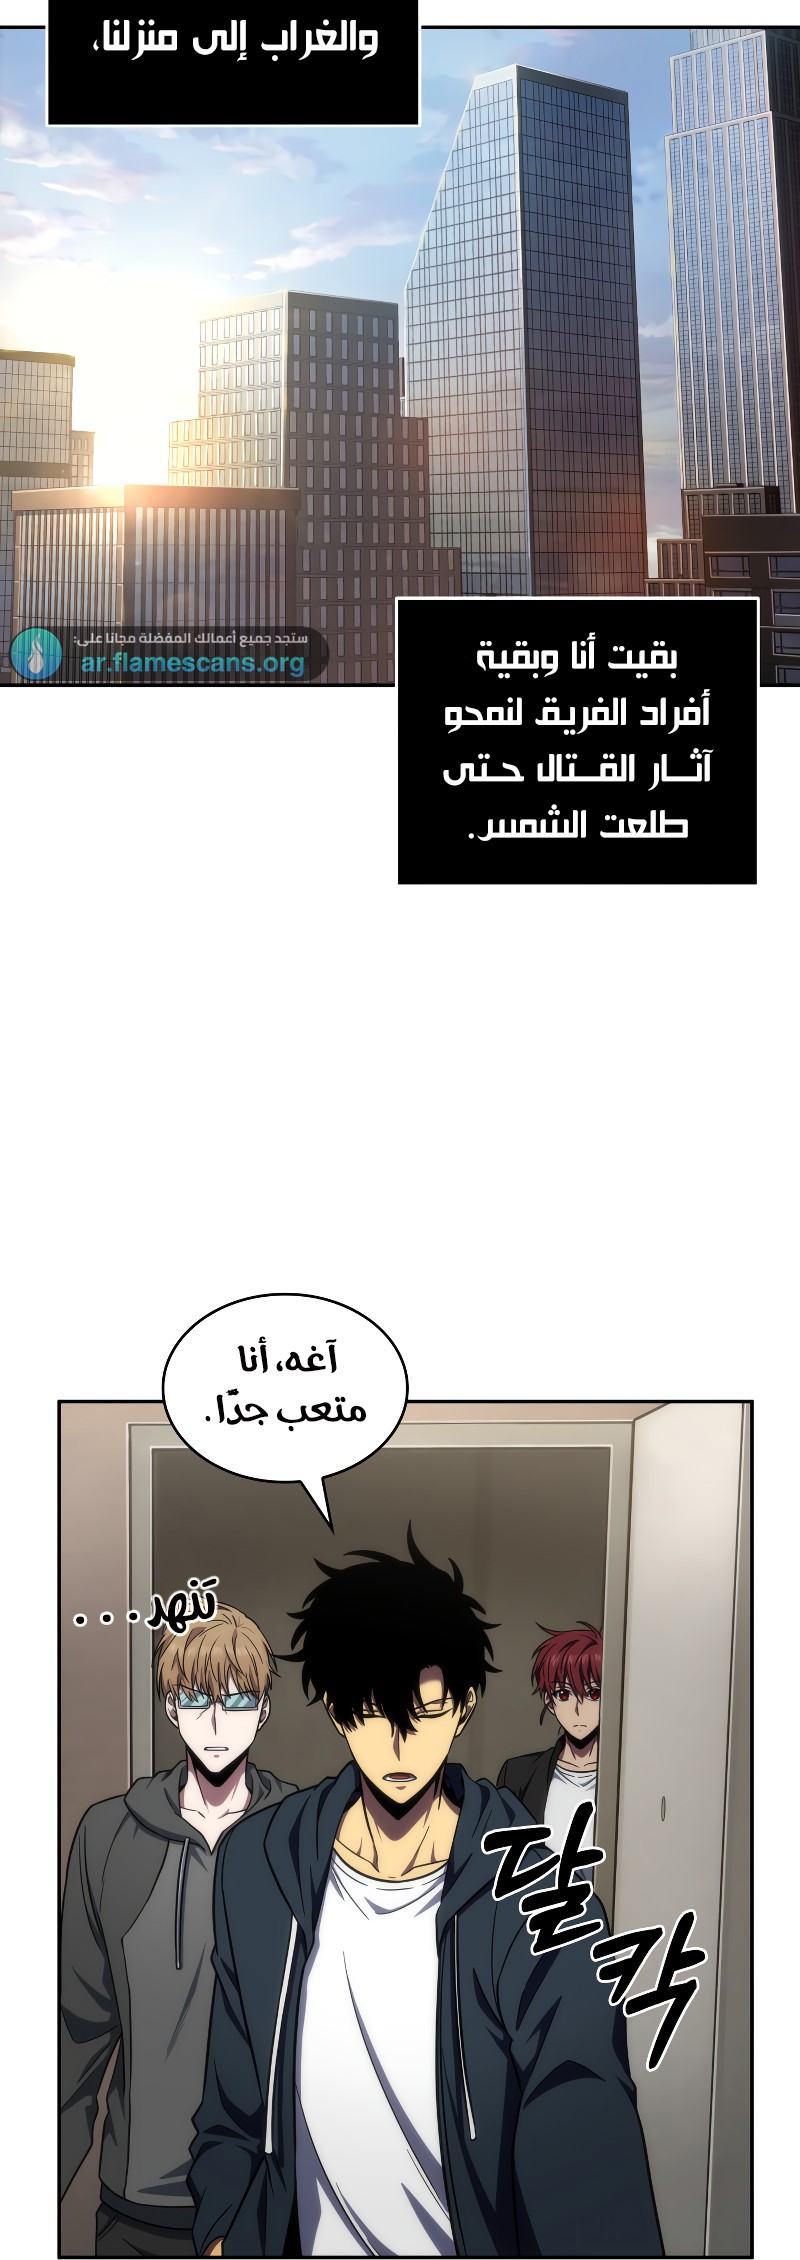 والغراب إلى منزلنا،
ستجد جميع أعمالك المفضلة مجانا على:
ar.flamescans.org
بقيت أنا وبقية
أفراد الفريق لنمحو
آثار القتال حتى
طلعت الشمس.
آغه، أنا
متعب جدًّا.
تَنهد...
달칵